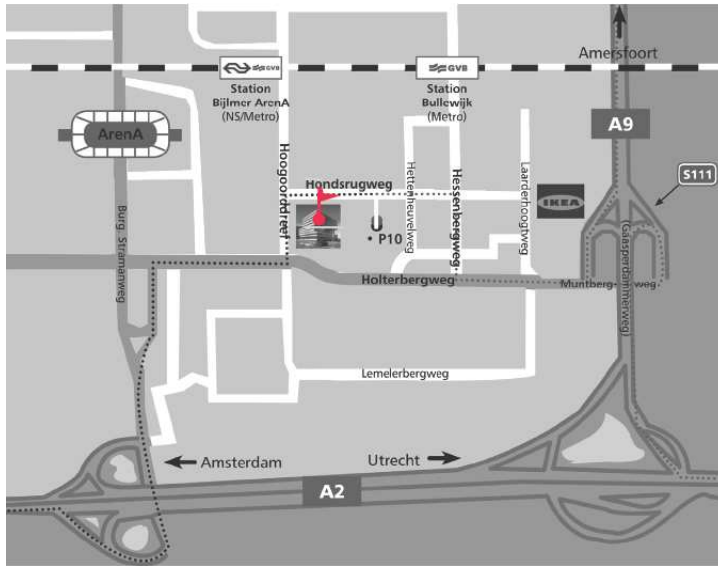 Amersfoort
GVB
GVB
Station
Bijlmer ArenA
(NS/Metro)
Station
Bullewijk
(Metro)
ArenA
A9
S111
Hoogoorddreef
Hondsrugweg
Hettenheuvelweg
Hessenbergweg
Laarderhoogtweg
IKEA
• P10
Burg. Stramanweg
Holterbergweg
Muntbergweg
(Gaasperdammerweg)
Lemelerbergweg
Amsterdam
Utrecht
A2